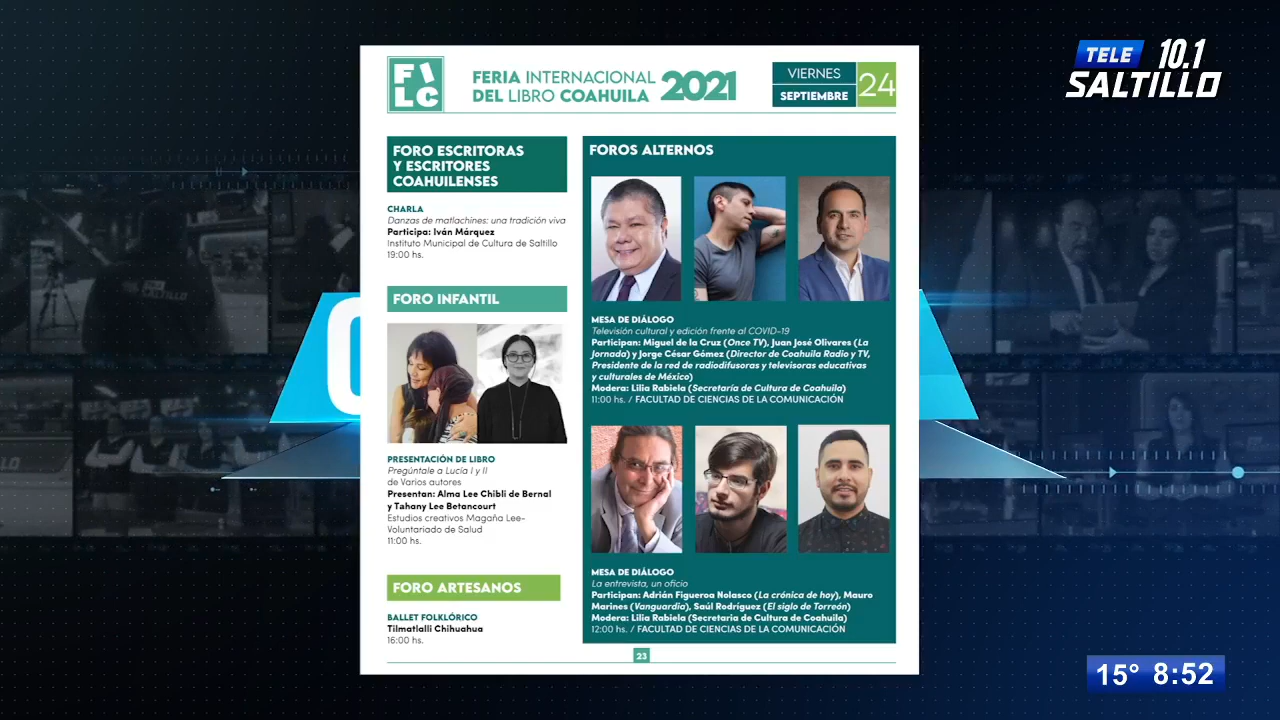 FILC
FERIA INTERNACIONAL
DEL LIBRO COAHUILA 2021
VIERNES
SEPTIEMBRE 24
TELE 10.1
SALTILLO
FORO ESCRITORAS
Y ESCRITORES
COAHUILENSES
CHARLA
Danzas de matlachines: una tradición viva
Participa: Iván Márquez
Instituto Municipal de Cultura de Saltillo
19:00 hs.
FORO INFANTIL
PRESENTACIÓN DE LIBRO
Pregúntale a Lucía I y II
de Varios autores
Presentan: Alma Lee Chibli de Bernal
y Tahany Lee Betancourt
Estudios creativos Magaña Lee-
Voluntariado de Salud
11:00 hs.
FORO ARTESANOS
BALLET FOLKLÓRICO
Tilmatlalli Chihuahua
16:00 hs.
FOROS ALTERNOS
MESA DE DIÁLOGO
Televisión cultural y edición frente al COVID-19
Participan: Miguel de la Cruz (Once TV), Juan José Olivares (La
Jornada) y Jorge César Gómez (Director de Coahuila Radio y TV,
Presidente de la red de radiodifusoras y televisoras educativas
y culturales de México)
Modera: Lilia Rabiela (Secretaría de Cultura de Coahuila)
11:00 hs. / FACULTAD DE CIENCIAS DE LA COMUNICACIÓN
MESA DE DIÁLOGO
La entrevista, un oficio
Participan: Adrián Figueroa Nolasco (La crónica de hoy), Mauro
Marines (Vanguardia), Saúl Rodríguez (El siglo de Torreón)
Modera: Lilia Rabiela (Secretaria de Cultura de Coahuila)
12:00 hs. / FACULTAD DE CIENCIAS DE LA COMUNICACIÓN
23
15° 8:52